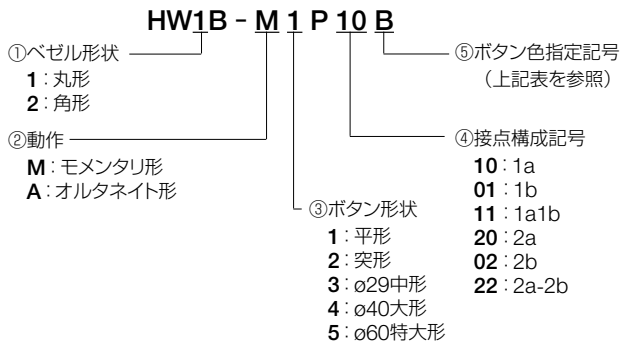 HW1B - M 1 P 10 B
①ベゼル形状
1：丸形
2：角形
②動作
M：モメンタリ形
A：オルタネイト形
③ボタン形状
1：平形
2：突形
3：ø29中形
4：ø40大形
5：ø60特大形
④接点構成記号
10：1a
01：1b
11：1a1b
20：2a
02：2b
22：2a-2b
⑤ボタン色指定記号
（上記表を参照）